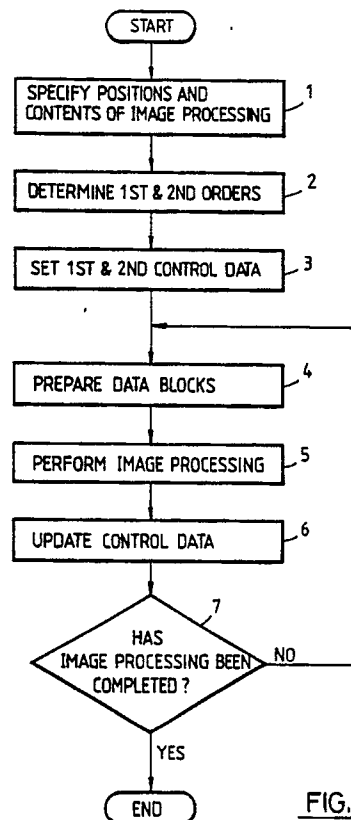 START
SPECIFY POSITIONS AND
CONTENTS OF IMAGE PROCESSING
1
DETERMINE 1ST & 2ND ORDERS
2
SET 1ST & 2ND CONTROL DATA
3
PREPARE DATA BLOCKS
4
PERFORM IMAGE PROCESSING
5
UPDATE CONTROL DATA
6
7
HAS
IMAGE PROCESSING BEEN
COMPLETED ?
NO
YES
END
FIG.